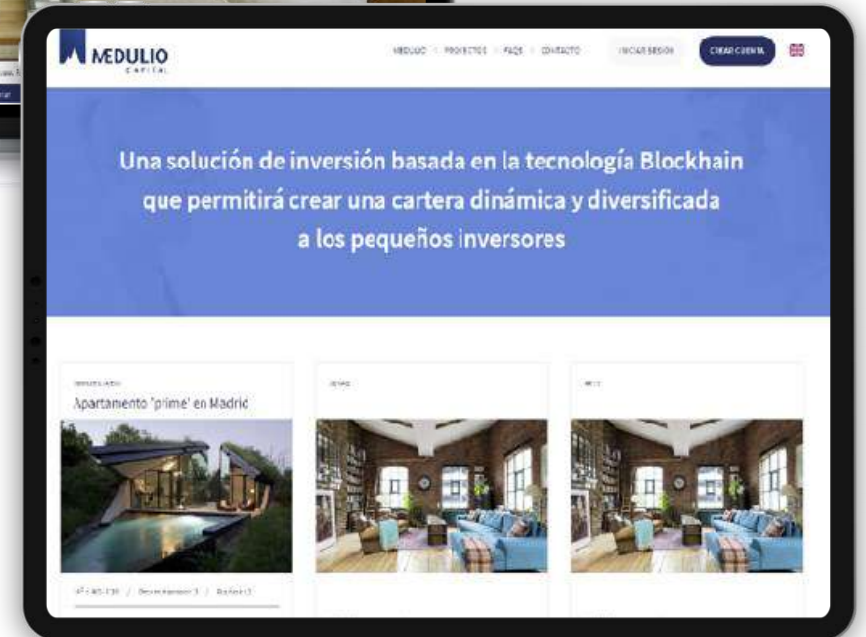 MEDULIO
CAPITAL
MEDULIO PROYECTOS FAQS CONTACTO
INICIAR SESIÓN
CREAR CUENTA
Una solución de inversión basada en la tecnología Blockhain
que permitirá crear una cartera dinámica y diversificada
a los pequeños inversores
Apartamento 'prime' en Madrid